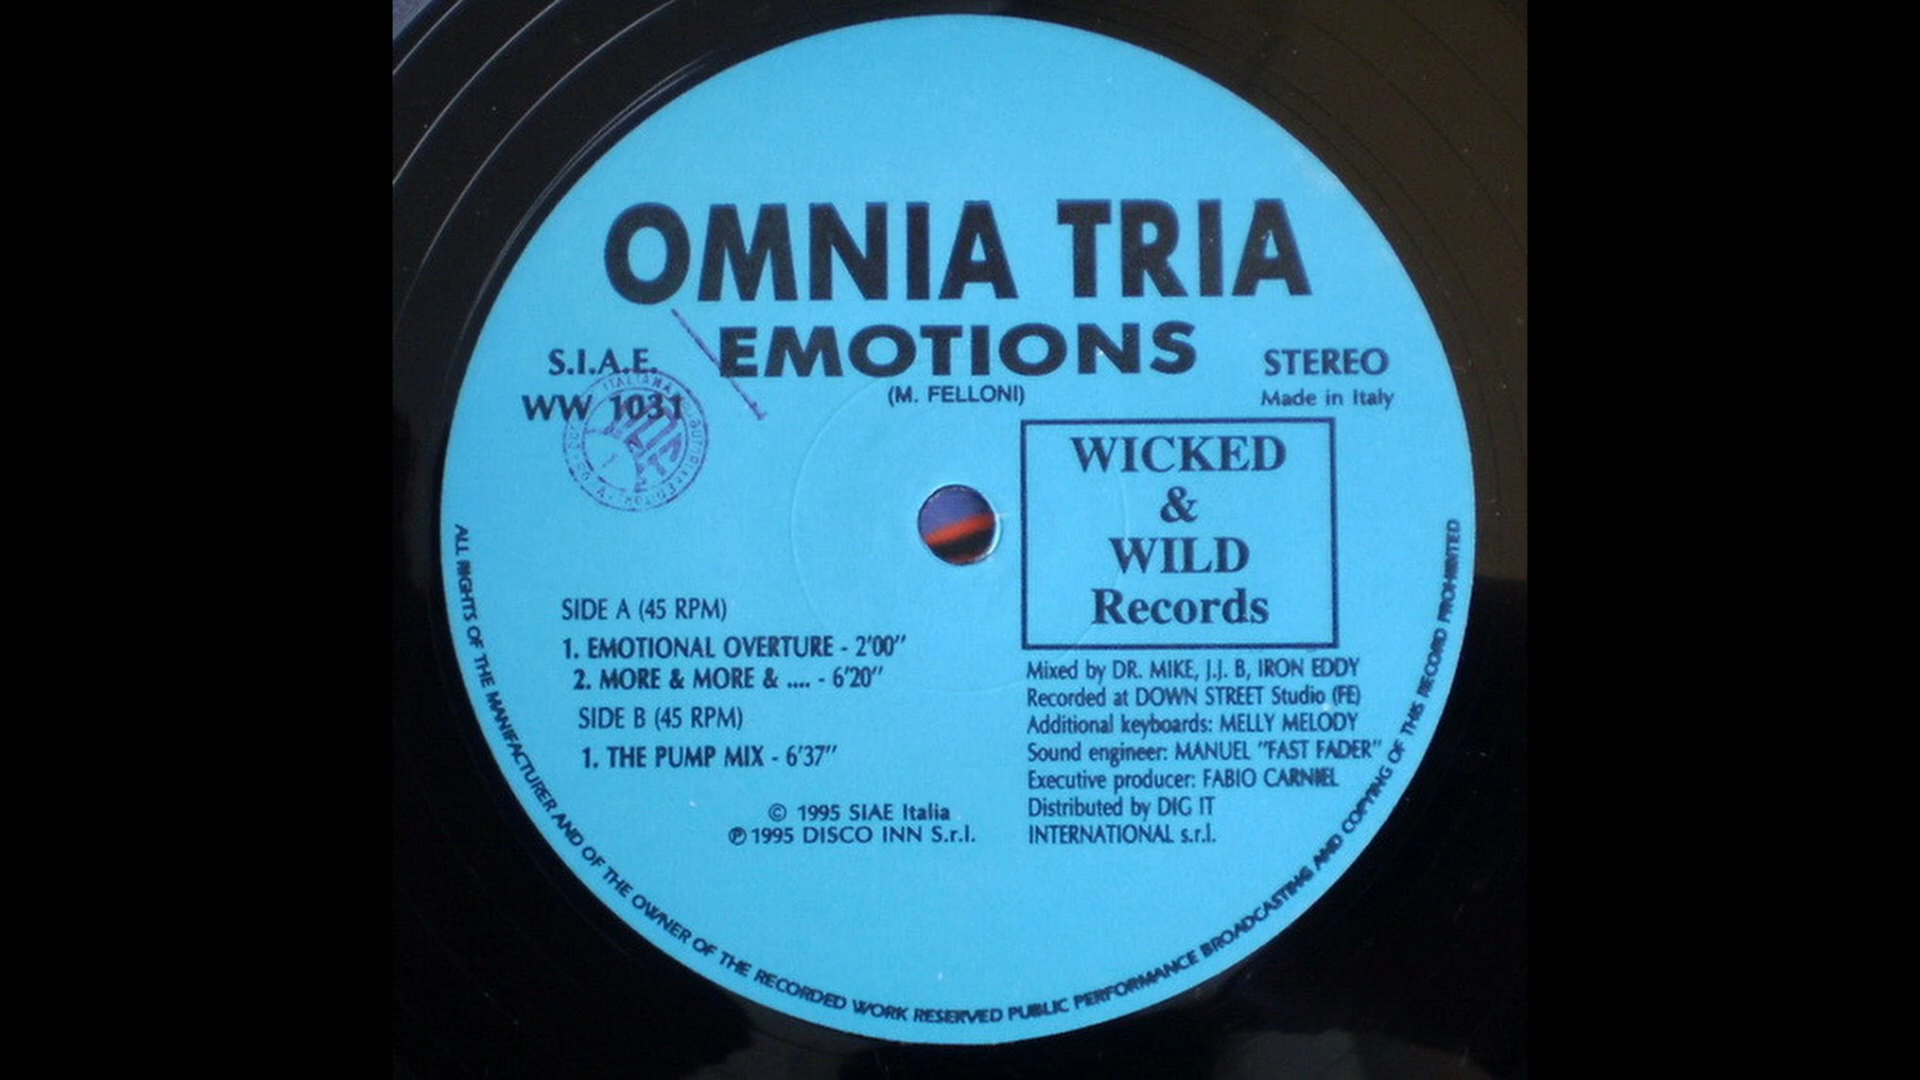 OMNIA TRIA
EMOTIONS
(M. FELLONI)
S.I.A.E.
WW 1031
STEREO
Made in Italy
WICKED
&
WILD
Records
SIDE A (45 RPM)
1. EMOTIONAL OVERTURE - 2'00"
2. MORE & MORE & .... - 6'20"
SIDE B (45 RPM)
1. THE PUMP MIX - 6'37"
© 1995 SIAE Italia
℗ 1995 DISCO INN S.r.l.
Mixed by DR. MIKE, J.J. B, IRON EDDY
Recorded at DOWN STREET Studio (FE)
Additional keyboards: MELLY MELODY
Sound engineer: MANUEL "FAST FADER"
Executive producer: FABIO CARNIEL
Distributed by DIG IT
INTERNATIONAL s.r.l.
ALL RIGHTS OF THE MANIFACTURER AND OF THE OWNER OF THE RECORDED WORK RESERVED PUBLIC PERFORMANCE BROADCASTING AND COPYING OF THIS RECORD PROHIBITED